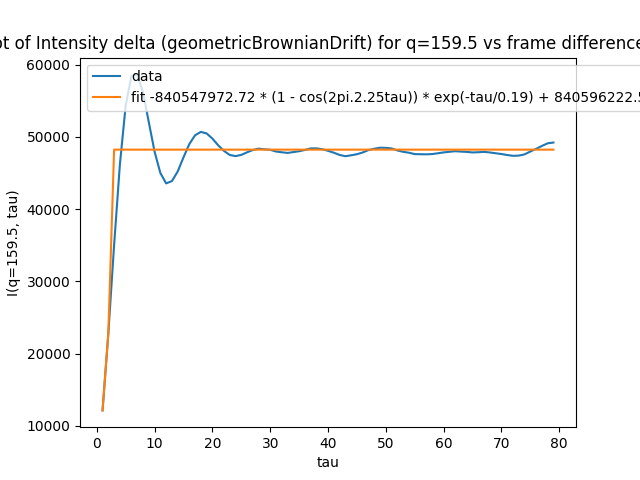 ot of Intensity delta (geometricBrownianDrift) for q=159.5 vs frame difference
data
fit -840547972.72 * (1 - cos(2pi.2.25tau)) * exp(-tau/0.19) + 840596222.5
60000
50000
40000
30000
20000
10000
I(q=159.5, tau)
0 10 20 30 40 50 60 70 80
tau